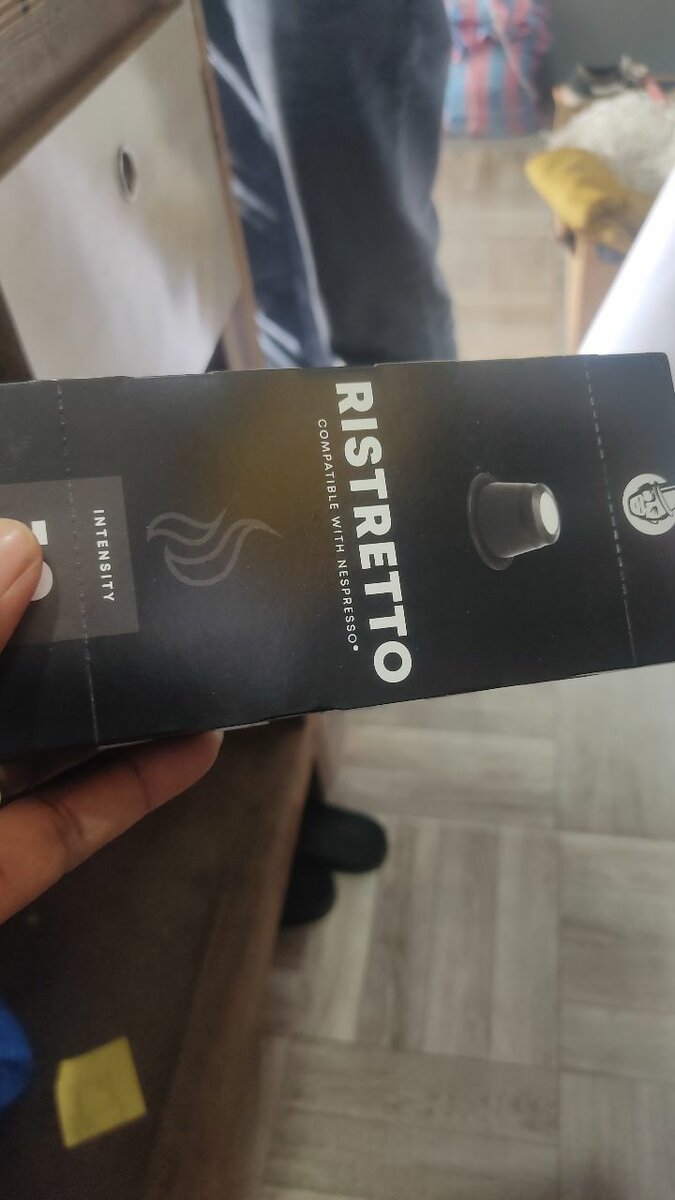 RISTRETTO
COMPATIBLE WITH NESPRESSO®
INTENSITY